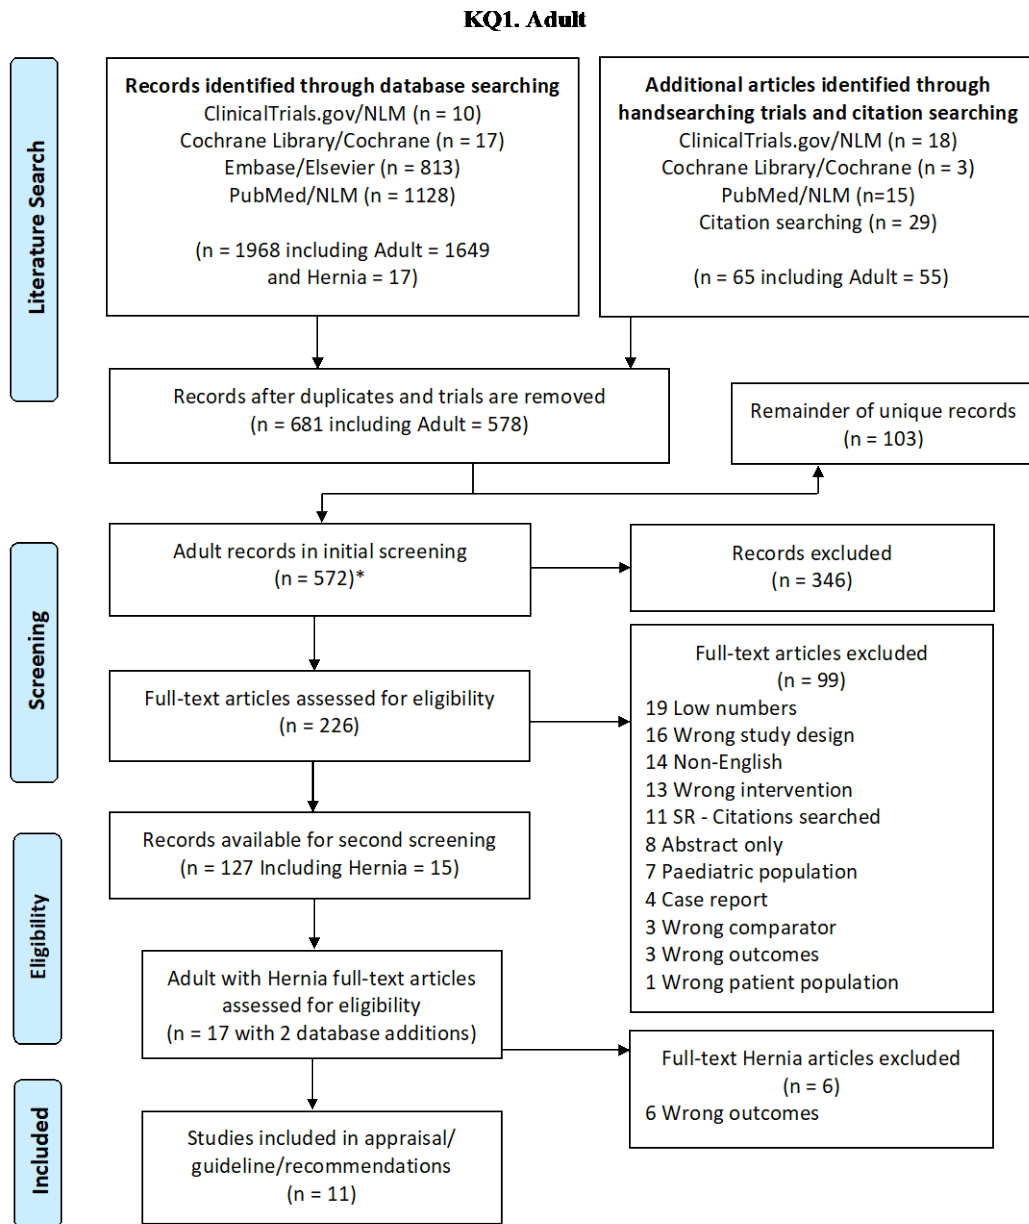 KQ1. Adult
Literature Search
Records identified through database searching
ClinicalTrials.gov/NLM (n = 10)
Cochrane Library/Cochrane (n = 17)
Embase/Elsevier (n = 813)
PubMed/NLM (n = 1128)
(n = 1968 including Adult = 1649
and Hernia = 17)
Additional articles identified through
handsearching trials and citation searching
ClinicalTrials.gov/NLM (n = 18)
Cochrane Library/Cochrane (n = 3)
PubMed/NLM (n=15)
Citation searching (n = 29)
(n = 65 including Adult = 55)
Records after duplicates and trials are removed
(n = 681 including Adult = 578)
Remainder of unique records
(n = 103)
Screening
Adult records in initial screening
(n = 572)*
Records excluded
(n = 346)
Full-text articles assessed for eligibility
(n = 226)
Full-text articles excluded
(n = 99)
19 Low numbers
16 Wrong study design
14 Non-English
13 Wrong intervention
11 SR - Citations searched
8 Abstract only
7 Paediatric population
4 Case report
3 Wrong comparator
3 Wrong outcomes
1 Wrong patient population
Eligibility
Records available for second screening
(n = 127 Including Hernia = 15)
Adult with Hernia full-text articles
assessed for eligibility
(n = 17 with 2 database additions)
Full-text Hernia articles excluded
(n = 6)
6 Wrong outcomes
Included
Studies included in appraisal/
guideline/recommendations
(n = 11)